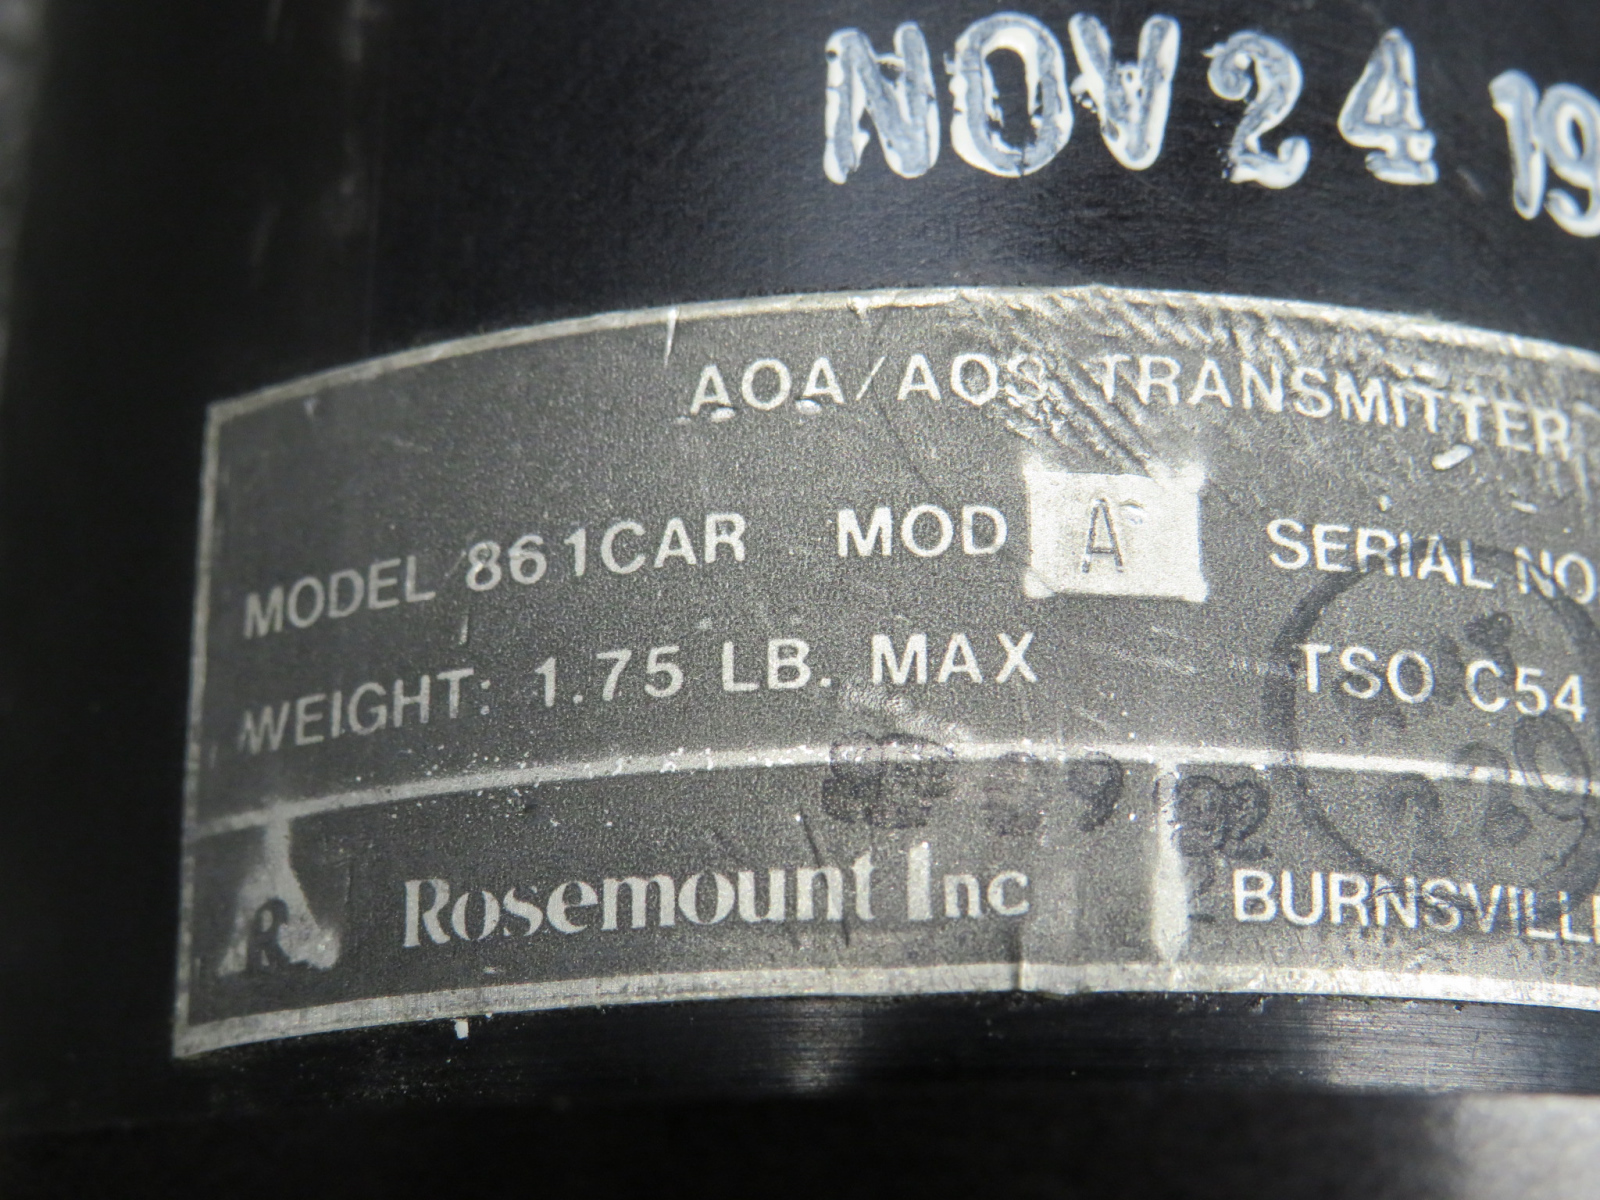 NOV 24 19
AOA/AOS TRANSMITTER
MODEL 861CAR MOD A SERIAL NO
WEIGHT: 1.75 LB. MAX TSO C54
R Rosemount Inc BURNSVILLE